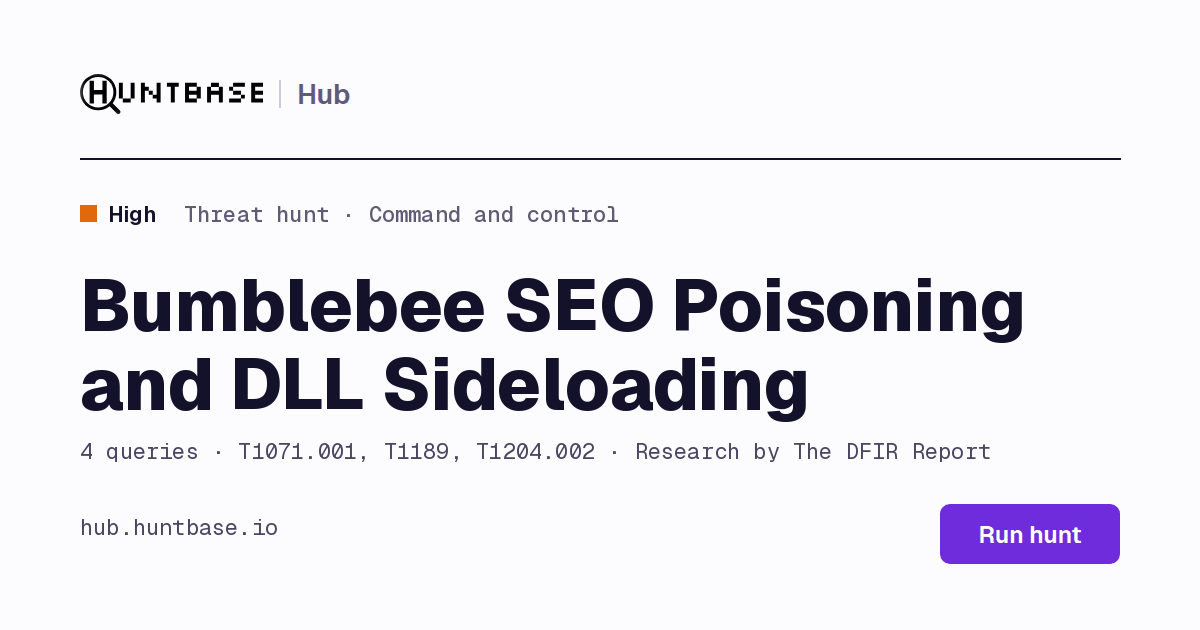 HUNTBASE Hub
High Threat hunt · Command and control
Bumblebee SEO Poisoning
and DLL Sideloading
4 queries · T1071.001, T1189, T1204.002 · Research by The DFIR Report
hub.huntbase.io
Run hunt